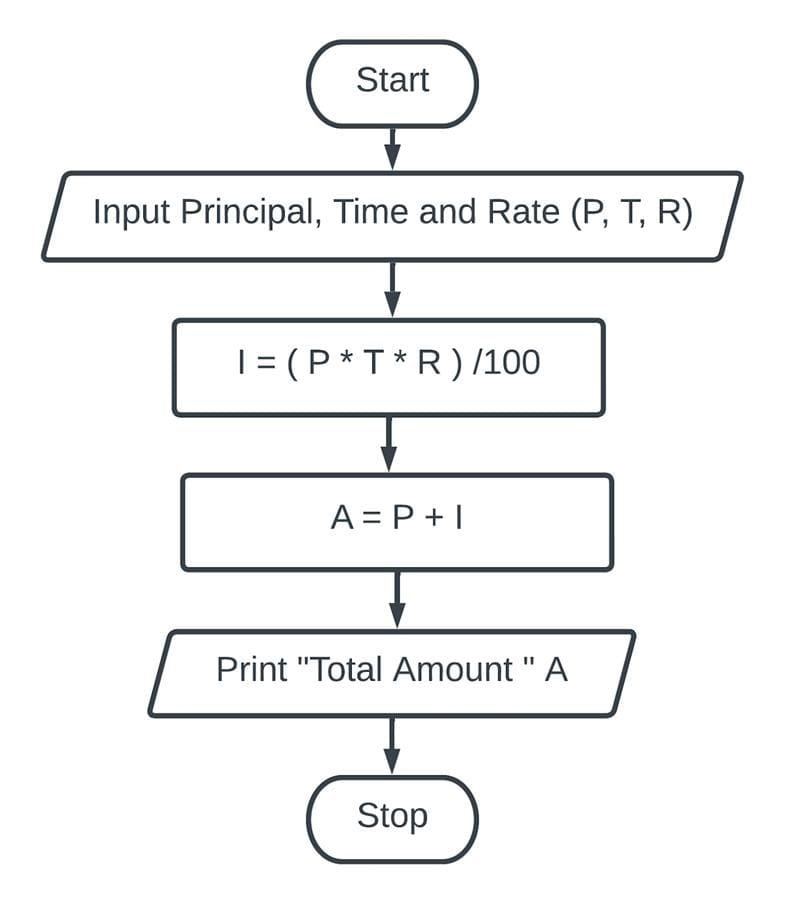 Start
Input Principal, Time and Rate (P, T, R)
I = ( P * T * R ) /100
A = P + I
Print "Total Amount " A
Stop